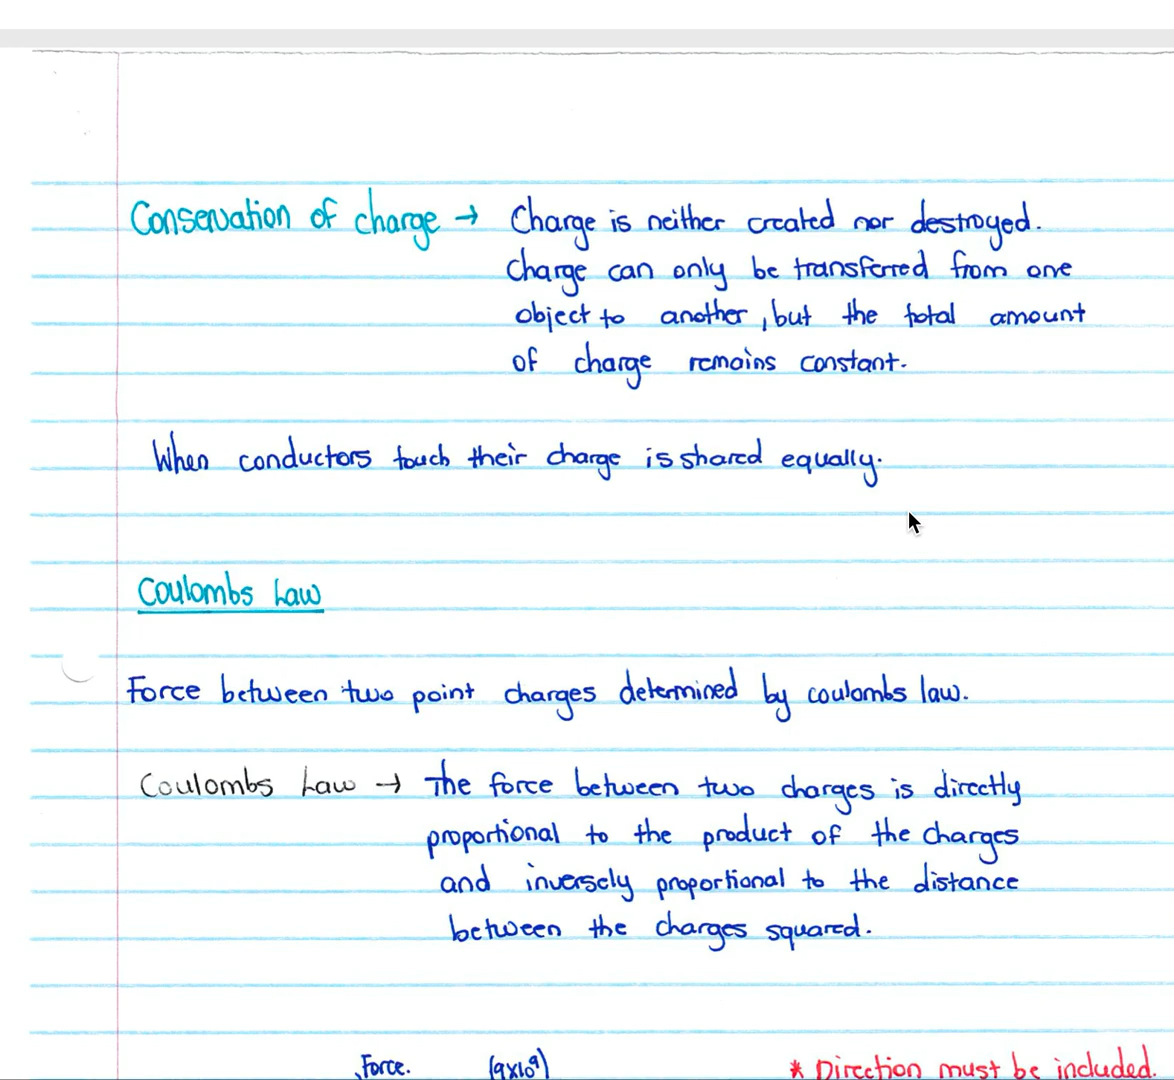 Conservation of charge → Charge is neither created nor destroyed.
Charge can only be transferred from one
object to another, but the total amount
of charge remains constant.
When conductors touch their charge is shared equally.
Coulombs Law
Force between two point charges determined by coulombs law.
Coulombs Law → The force between two charges is directly
proportional to the product of the charges
and inversely proportional to the distance
between the charges squared.
Force. (9x10⁹) * Direction must be included.